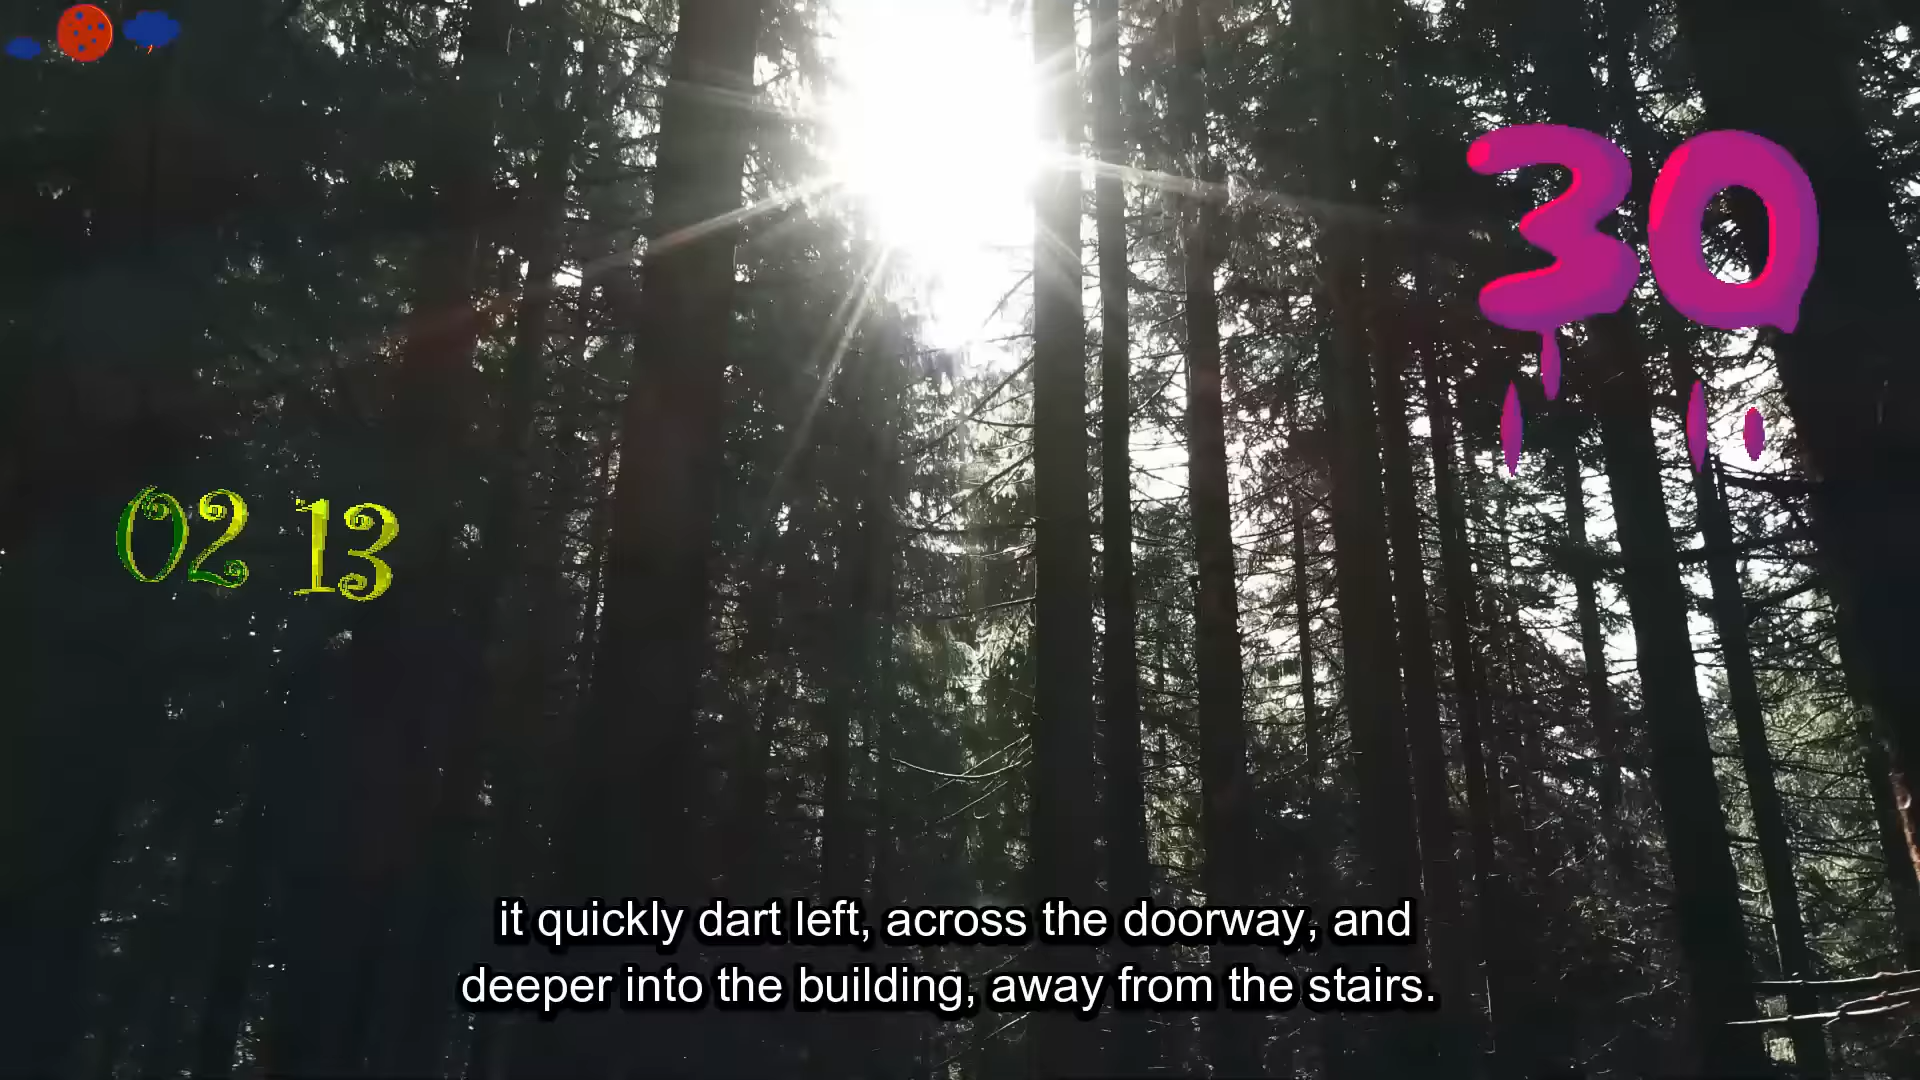 30
02 13
it quickly dart left, across the doorway, and
deeper into the building, away from the stairs.